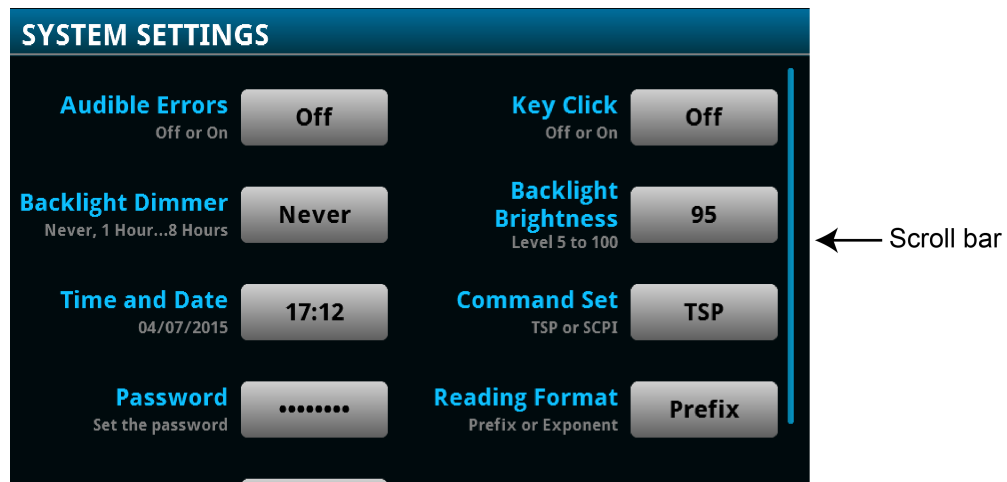 SYSTEM SETTINGS
Audible Errors
Off or On
Off
Key Click
Off or On
Off
Backlight Dimmer
Never, 1 Hour...8 Hours
Never
Backlight
Brightness
Level 5 to 100
95
Scroll bar
Time and Date
04/07/2015
17:12
Command Set
TSP or SCPI
TSP
Password
Set the password
••••••••
Reading Format
Prefix or Exponent
Prefix